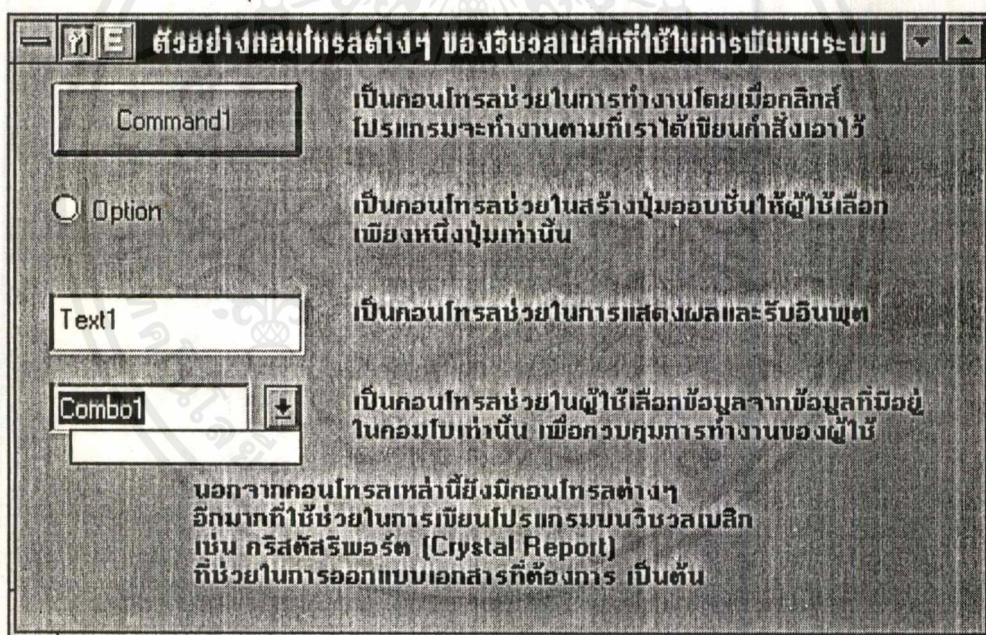 ตัวอย่างคอนโทรลต่างๆ ของวิชวลเบสิกที่ใช้ในการพัฒนาระบบ
Command1
เป็นคอนโทรลช่วยในการทำงานโดยเมื่อคลิกส์
โปรแกรมจะทำงานตามที่เราได้เขียนคำสั่งเอาไว้
Option
เป็นคอนโทรลช่วยในสร้างปุ่มออบชั่นให้ผู้ใช้เลือก
เพียงหนึ่งปุ่มเท่านั้น
Text1
เป็นคอนโทรลช่วยในการแสดงผลและรับอินพุต
Combo1
เป็นคอนโทรลช่วยในผู้ใช้เลือกข้อมูลจากข้อมูลที่มีอยู่
ในคอมโบเท่านั้น เพื่อควบคุมการทำงานของผู้ใช้
นอกจากคอนโทรลเหล่านี้ยังมีคอนโทรลต่างๆ
อีกมากที่ใช้ช่วยในการเขียนโปรแกรมบนวิชวลเบสิก
เช่น คริสตัสรีพอร์ต (Crystal Report)
ที่ช่วยในการออกแบบเอกสารที่ต้องการ เป็นต้น